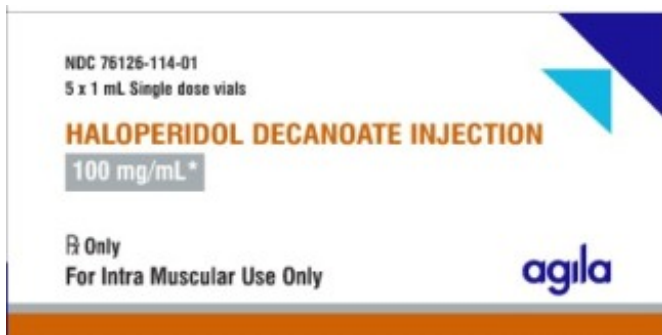 NDC 76126-114-01
5 x 1 mL Single dose vials
HALOPERIDOL DECANOATE INJECTION
100 mg/mL*
℞ Only
For Intra Muscular Use Only
agila